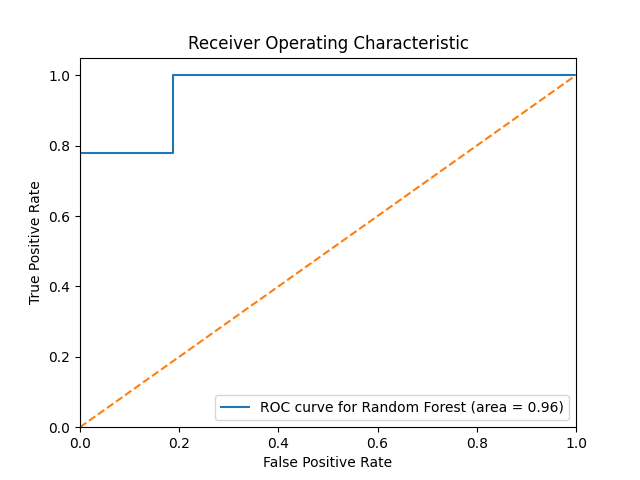 Receiver Operating Characteristic
True Positive Rate
1.0
0.8
0.6
0.4
0.2
0.0
ROC curve for Random Forest (area = 0.96)
0.0 0.2 0.4 0.6 0.8 1.0
False Positive Rate